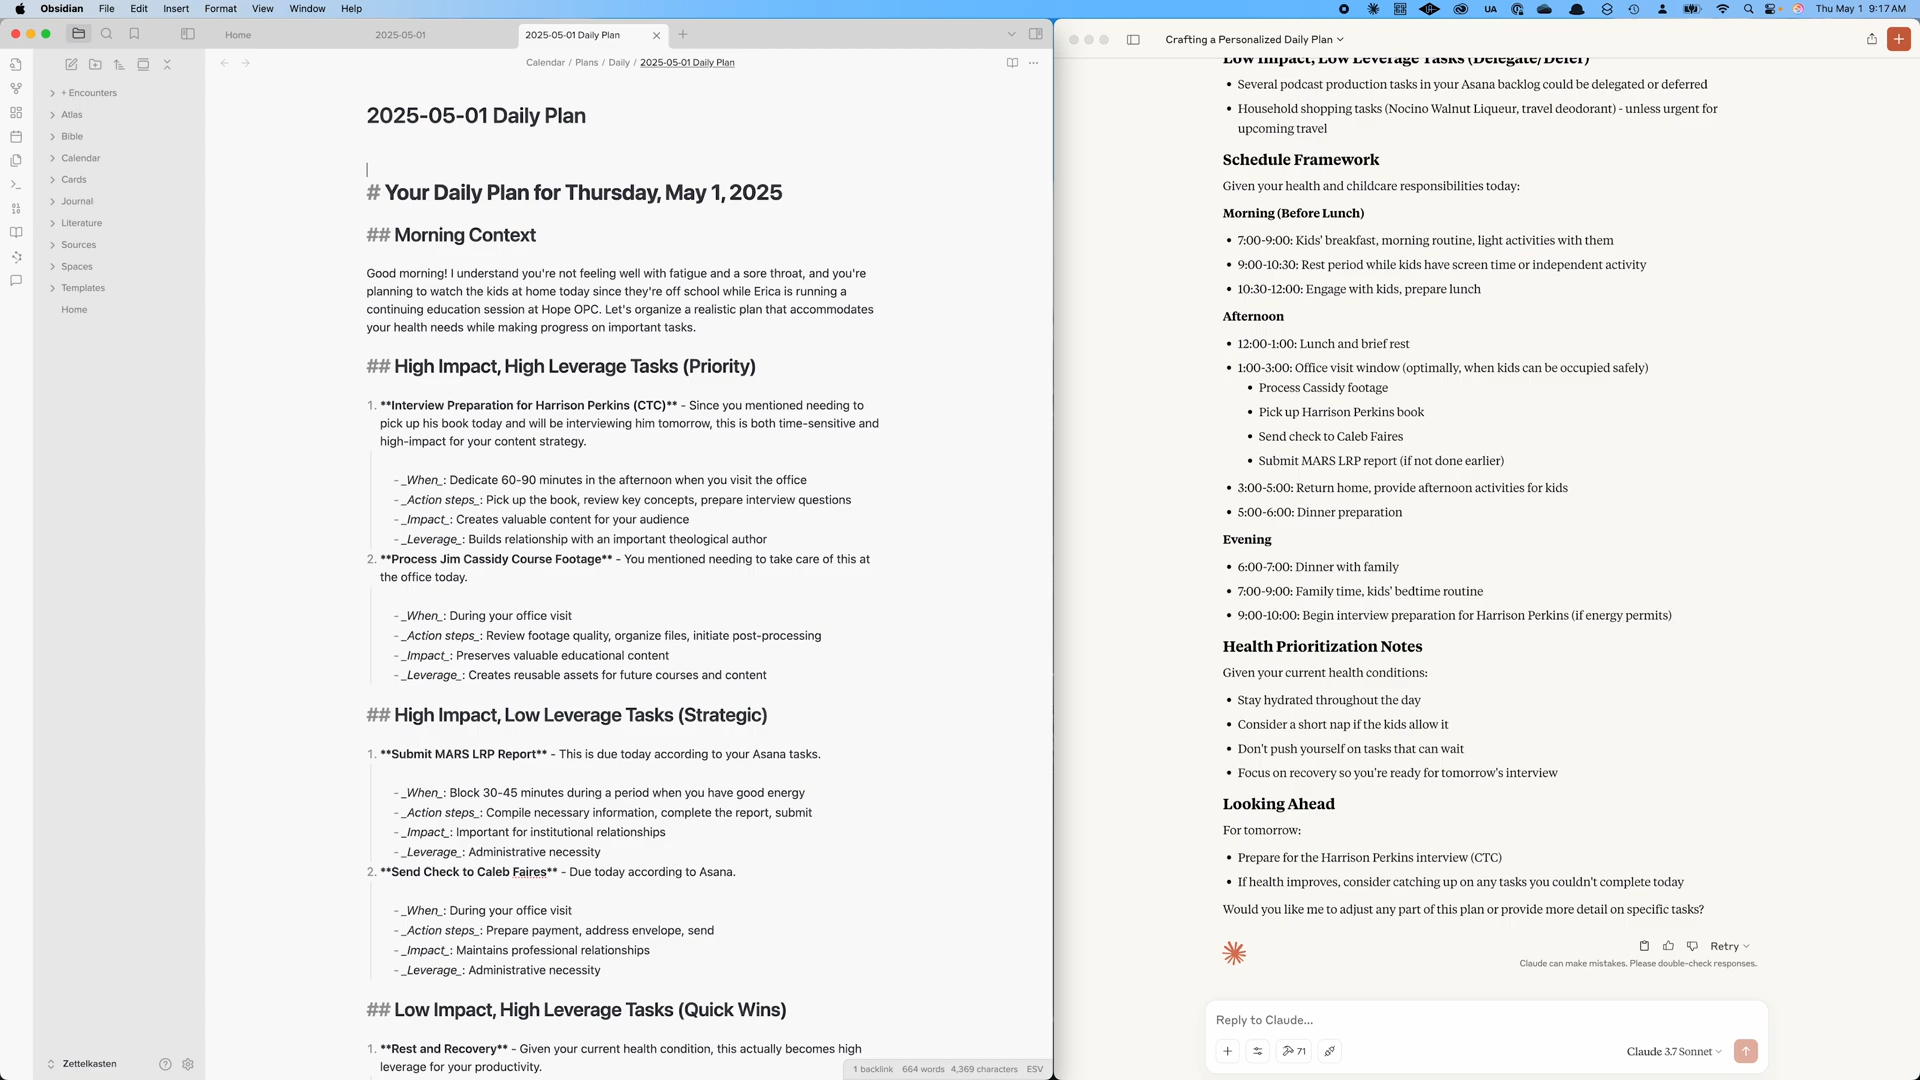 Obsidian File Edit Insert Format View Window Help
UA
Thu May 1 9:17 AM
Home
2025-05-01
2025-05-01 Daily Plan
Calendar / Plans / Daily / 2025-05-01 Daily Plan
+ Encounters
Atlas
Bible
Calendar
Cards
Journal
Literature
Sources
Spaces
Templates
Home
Zettelkasten
2025-05-01 Daily Plan
# Your Daily Plan for Thursday, May 1, 2025
## Morning Context
Good morning! I understand you're not feeling well with fatigue and a sore throat, and you're
planning to watch the kids at home today since they're off school while Erica is running a
continuing education session at Hope OPC. Let's organize a realistic plan that accommodates
your health needs while making progress on important tasks.
## High Impact, High Leverage Tasks (Priority)
1. **Interview Preparation for Harrison Perkins (CTC)** - Since you mentioned needing to
pick up his book today and will be interviewing him tomorrow, this is both time-sensitive and
high-impact for your content strategy.
- _When_: Dedicate 60-90 minutes in the afternoon when you visit the office
- _Action steps_: Pick up the book, review key concepts, prepare interview questions
- _Impact_: Creates valuable content for your audience
- _Leverage_: Builds relationship with an important theological author
2. **Process Jim Cassidy Course Footage** - You mentioned needing to take care of this at
the office today.
- _When_: During your office visit
- _Action steps_: Review footage quality, organize files, initiate post-processing
- _Impact_: Preserves valuable educational content
- _Leverage_: Creates reusable assets for future courses and content
## High Impact, Low Leverage Tasks (Strategic)
1. **Submit MARS LRP Report** - This is due today according to your Asana tasks.
- _When_: Block 30-45 minutes during a period when you have good energy
- _Action steps_: Compile necessary information, complete the report, submit
- _Impact_: Important for institutional relationships
- _Leverage_: Administrative necessity
2. **Send Check to Caleb Faires** - Due today according to Asana.
- _When_: During your office visit
- _Action steps_: Prepare payment, address envelope, send
- _Impact_: Maintains professional relationships
- _Leverage_: Administrative necessity
## Low Impact, High Leverage Tasks (Quick Wins)
1. **Rest and Recovery** - Given your current health condition, this actually becomes high
leverage for your productivity.
1 backlink 664 words 4,369 characters ESV
Crafting a Personalized Daily Plan
Low Impact, Low Leverage Tasks (Delegate/Defer)
• Several podcast production tasks in your Asana backlog could be delegated or deferred
• Household shopping tasks (Nocino Walnut Liqueur, travel deodorant) - unless urgent for
upcoming travel
Schedule Framework
Given your health and childcare responsibilities today:
Morning (Before Lunch)
• 7:00-9:00: Kids' breakfast, morning routine, light activities with them
• 9:00-10:30: Rest period while kids have screen time or independent activity
• 10:30-12:00: Engage with kids, prepare lunch
Afternoon
• 12:00-1:00: Lunch and brief rest
• 1:00-3:00: Office visit window (optimally, when kids can be occupied safely)
• Process Cassidy footage
• Pick up Harrison Perkins book
• Send check to Caleb Faires
• Submit MARS LRP report (if not done earlier)
• 3:00-5:00: Return home, provide afternoon activities for kids
• 5:00-6:00: Dinner preparation
Evening
• 6:00-7:00: Dinner with family
• 7:00-9:00: Family time, kids' bedtime routine
• 9:00-10:00: Begin interview preparation for Harrison Perkins (if energy permits)
Health Prioritization Notes
Given your current health conditions:
• Stay hydrated throughout the day
• Consider a short nap if the kids allow it
• Don't push yourself on tasks that can wait
• Focus on recovery so you're ready for tomorrow's interview
Looking Ahead
For tomorrow:
• Prepare for the Harrison Perkins interview (CTC)
• If health improves, consider catching up on any tasks you couldn't complete today
Would you like me to adjust any part of this plan or provide more detail on specific tasks?
Retry
Claude can make mistakes. Please double-check responses.
Reply to Claude...
71
Claude 3.7 Sonnet